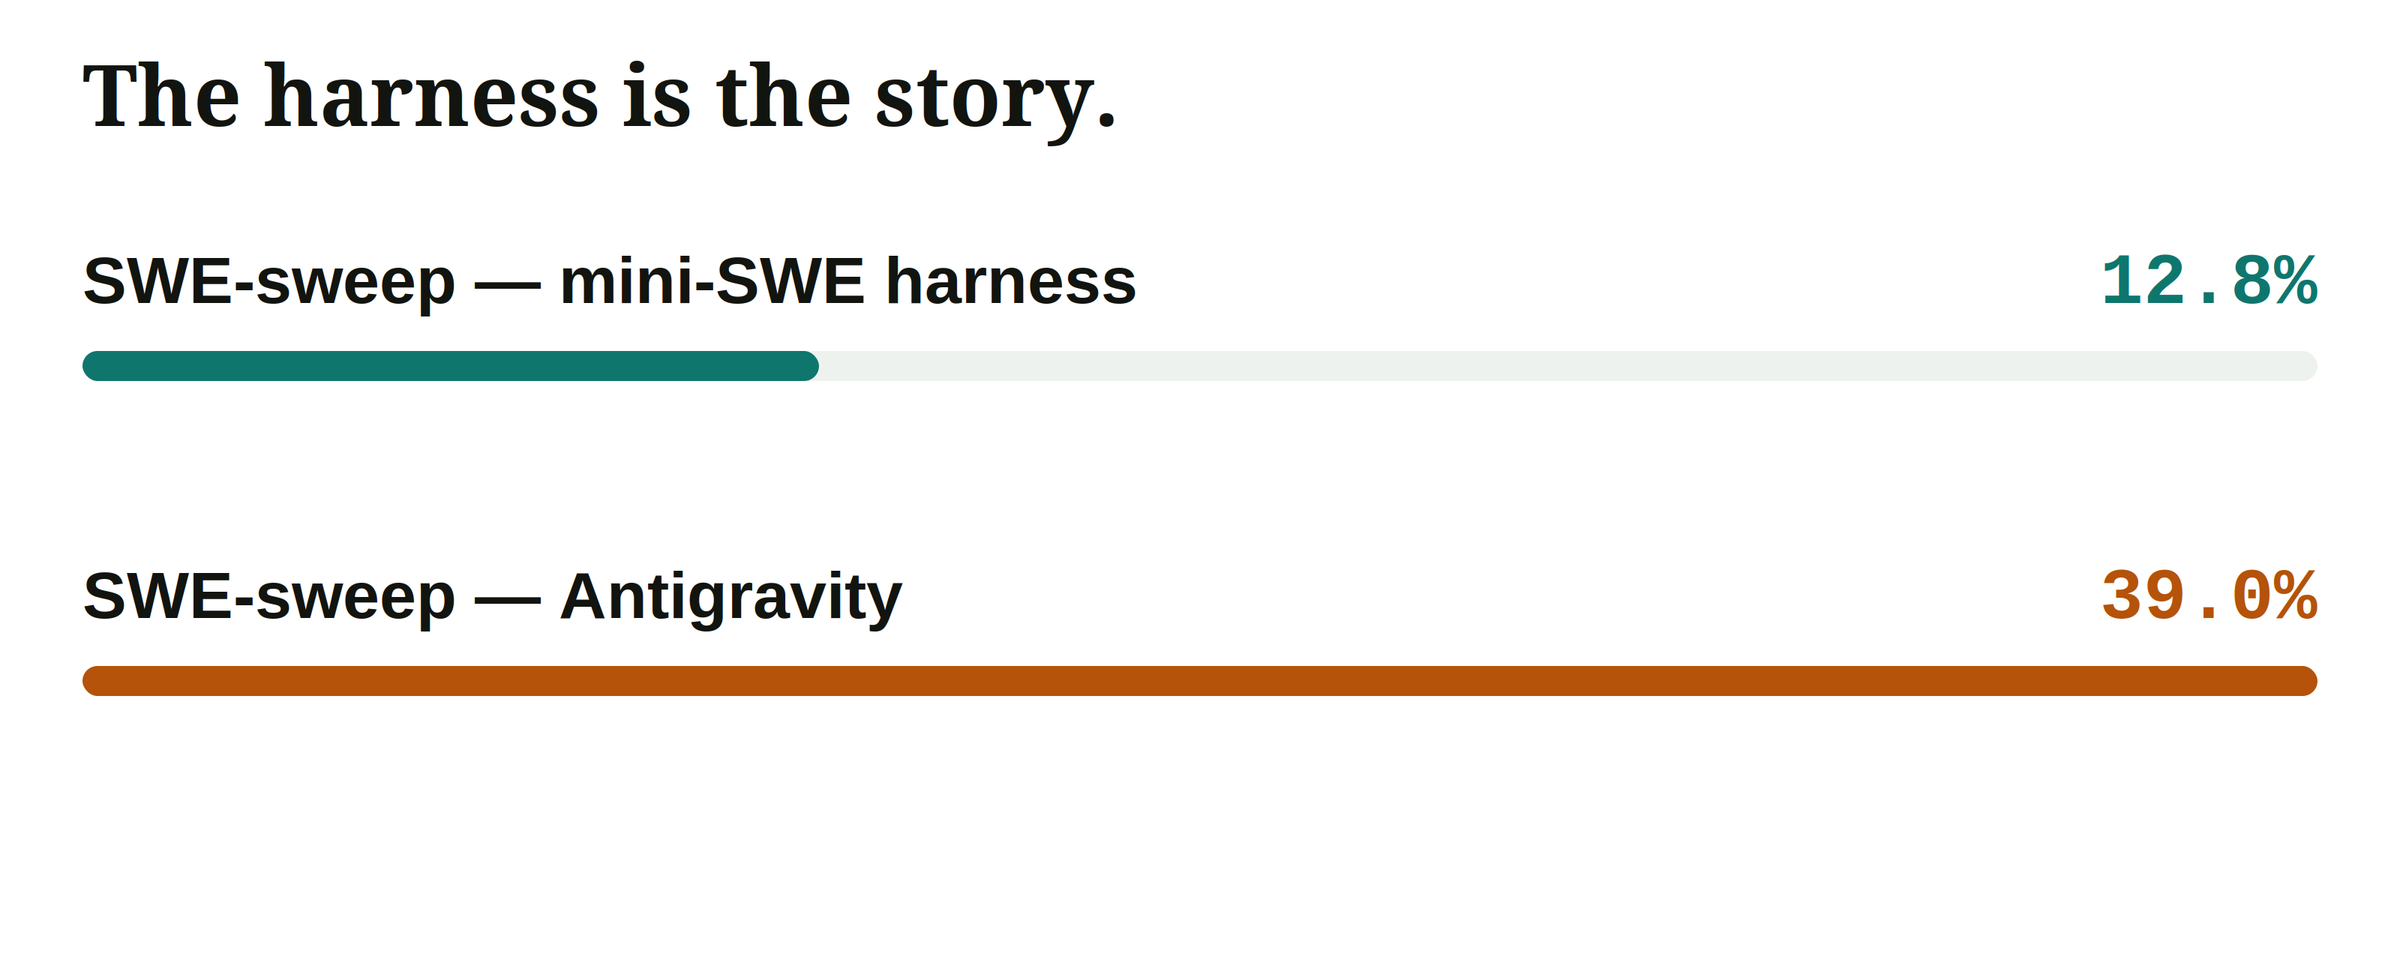 The harness is the story.
SWE-sweep — mini-SWE harness 12.8%
SWE-sweep — Antigravity 39.0%